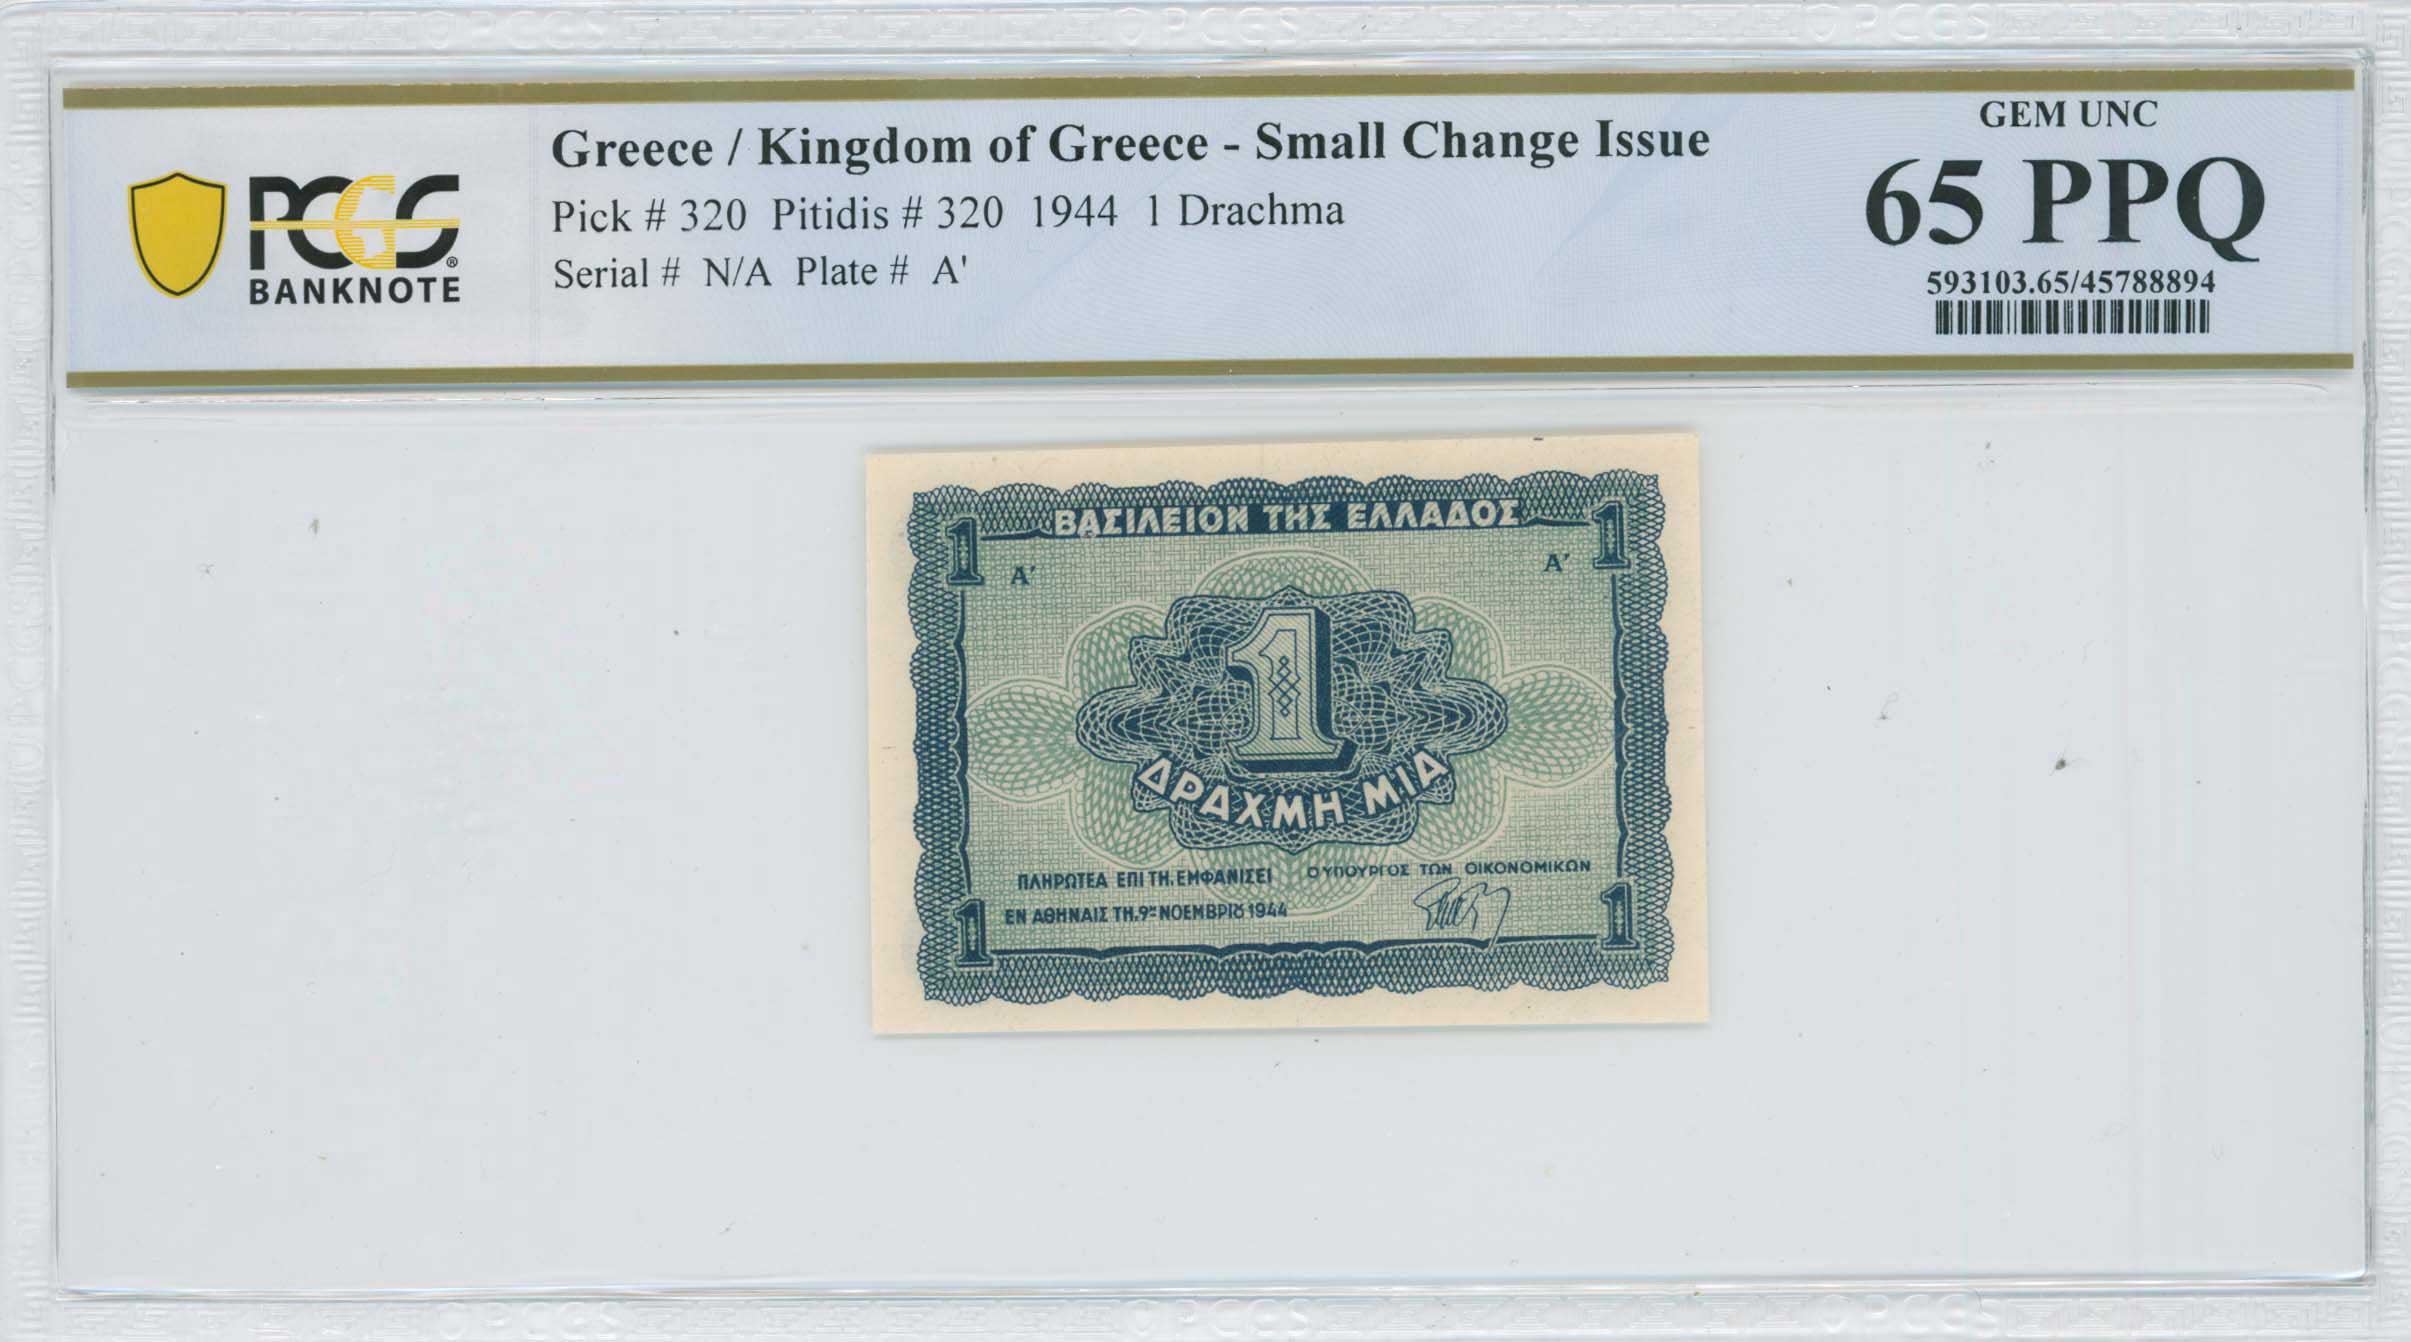 PCGS
BANKNOTE
Greece / Kingdom of Greece - Small Change Issue
Pick # 320 Pitidis # 320 1944 1 Drachma
Serial # N/A Plate # A'
GEM UNC
65 PPQ
593103.65/45788894
ΒΑΣΙΛΕΙΟΝ ΤΗΣ ΕΛΛΑΔΟΣ
1 1
Α' Α'
1
ΔΡΑΧΜΗ ΜΙΑ
ΠΛΗΡΩΤΕΑ ΕΠΙ ΤΗ, ΕΜΦΑΝΙΣΕΙ
ΕΝ ΑΘΗΝΑΙΣ ΤΗ, 9ῃ ΝΟΕΜΒΡΙȣ 1944
Ο ΥΠΟΥΡΓΟΣ ΤΩΝ ΟΙΚΟΝΟΜΙΚΩΝ
1 1